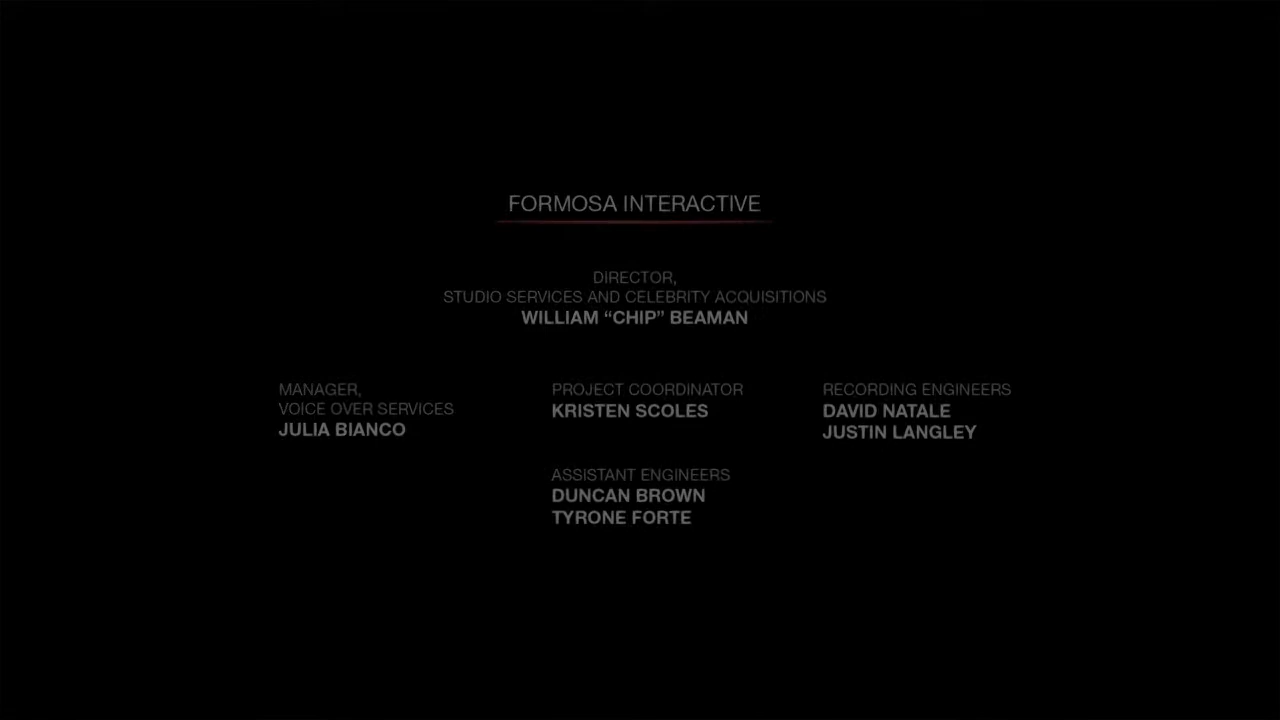 FORMOSA INTERACTIVE
DIRECTOR,
STUDIO SERVICES AND CELEBRITY ACQUISITIONS
WILLIAM “CHIP” BEAMAN
MANAGER,
VOICE OVER SERVICES
JULIA BIANCO
PROJECT COORDINATOR
KRISTEN SCOLES
RECORDING ENGINEERS
DAVID NATALE
JUSTIN LANGLEY
ASSISTANT ENGINEERS
DUNCAN BROWN
TYRONE FORTE